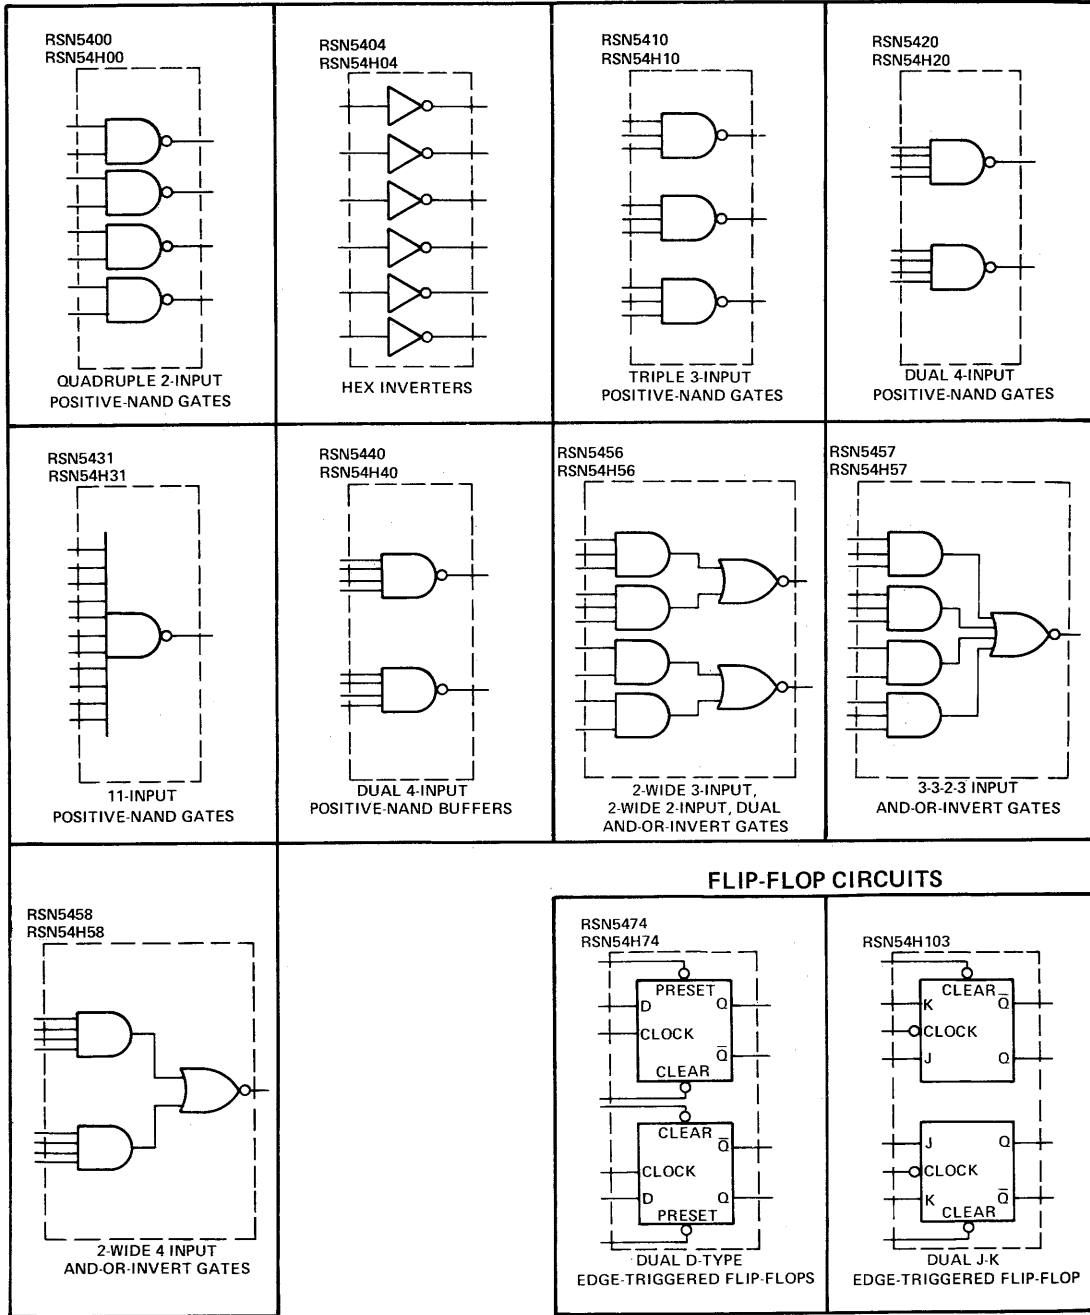 RSN5400
RSN54H00
QUADRUPLE 2-INPUT
POSITIVE-NAND GATES
RSN5404
RSN54H04
HEX INVERTERS
RSN5410
RSN54H10
TRIPLE 3-INPUT
POSITIVE-NAND GATES
RSN5420
RSN54H20
DUAL 4-INPUT
POSITIVE-NAND GATES
RSN5431
RSN54H31
11-INPUT
POSITIVE-NAND GATES
RSN5440
RSN54H40
DUAL 4-INPUT
POSITIVE-NAND BUFFERS
RSN5456
RSN54H56
2-WIDE 3-INPUT,
2-WIDE 2-INPUT, DUAL
AND-OR-INVERT GATES
RSN5457
RSN54H57
3-3-2-3 INPUT
AND-OR-INVERT GATES
RSN5458
RSN54H58
2-WIDE 4 INPUT
AND-OR-INVERT GATES
FLIP-FLOP CIRCUITS
RSN5474
RSN54H74
PRESET
D Q
CLOCK
Q̅
CLEAR
CLEAR
Q̅
CLOCK
D Q
PRESET
DUAL D-TYPE
EDGE-TRIGGERED FLIP-FLOPS
RSN54H103
CLEAR
K Q̅
CLOCK
J Q
J Q
CLOCK
K Q̅
CLEAR
DUAL J-K
EDGE-TRIGGERED FLIP-FLOP